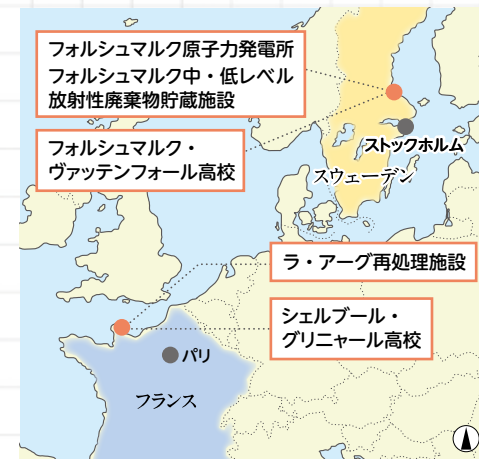 フォルシュマルク原子力発電所
フォルシュマルク中・低レベル
放射性廃棄物貯蔵施設
フォルシュマルク・
ヴァッテンフォール高校
ストックホルム
スウェーデン
ラ・アーグ再処理施設
シェルブール・
グリニャール高校
パリ
フランス